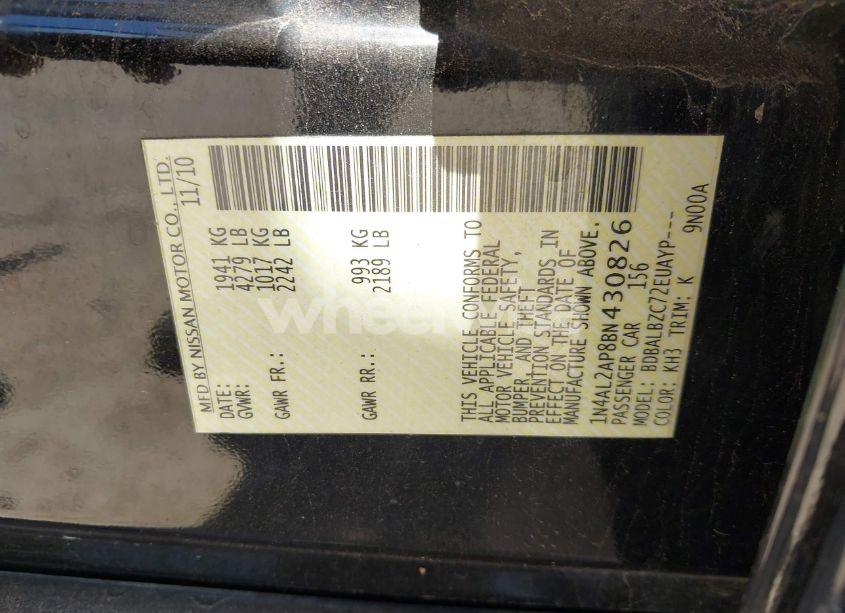 MFD BY NISSAN MOTOR CO., LTD.
DATE: 11/10
GVWR: 1941 KG
4279 LB
GAWR FR.: 1017 KG
2242 LB
GAWR RR.: 993 KG
2189 LB
THIS VEHICLE CONFORMS TO
ALL APPLICABLE FEDERAL
MOTOR VEHICLE SAFETY,
BUMPER, AND THEFT
PREVENTION STANDARDS IN
EFFECT ON THE DATE OF
MANUFACTURE SHOWN ABOVE.
1N4AL2AP8BN430826
PASSENGER CAR 1S6
MODEL: BDBALBZC72EUAYP---
COLOR: KH3 TRIM: K 9N00A